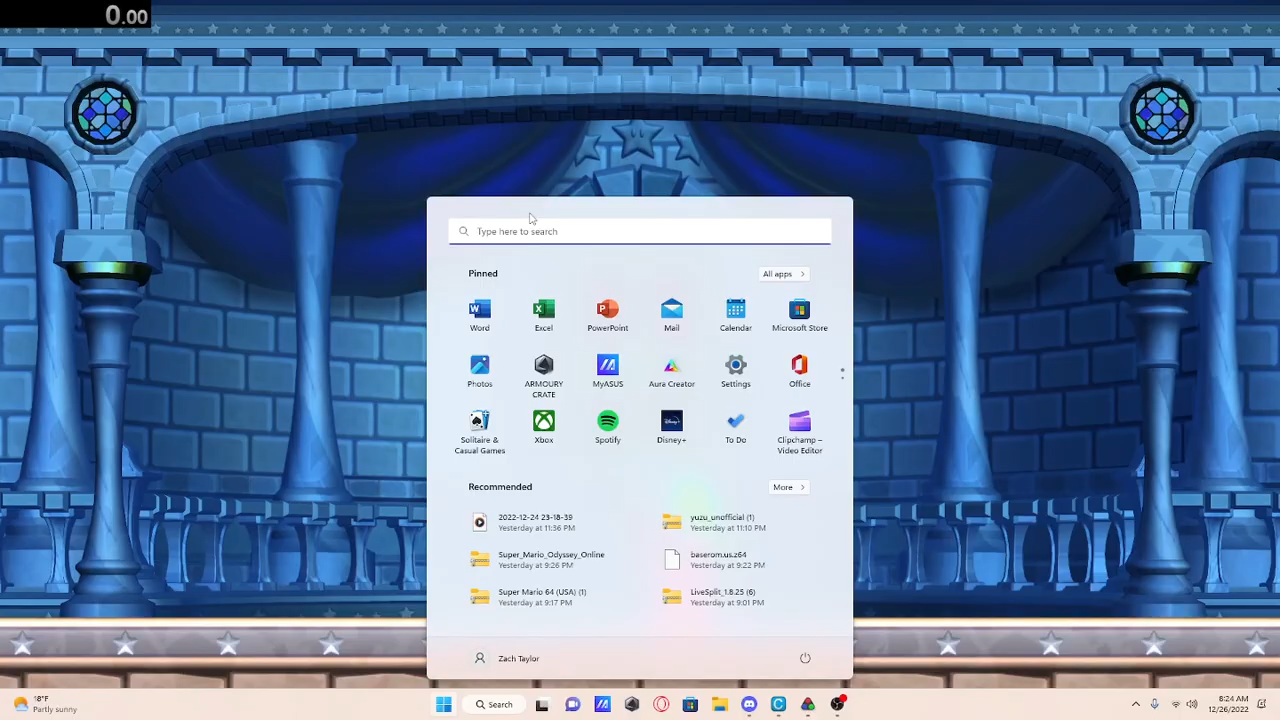 0.00
Type here to search
Pinned
All apps
Word
Excel
PowerPoint
Mail
Calendar
Microsoft Store
Photos
ARMOURY
CRATE
MyASUS
Aura Creator
Settings
Office
Solitaire &
Casual Games
Xbox
Spotify
Disney+
To Do
Clipchamp –
Video Editor
Recommended
More
2022-12-24 23-18-39
Yesterday at 11:36 PM
yuzu_unofficial (1)
Yesterday at 11:10 PM
Super_Mario_Odyssey_Online
Yesterday at 9:26 PM
baserom.us.z64
Yesterday at 9:22 PM
Super Mario 64 (USA) (1)
Yesterday at 9:17 PM
LiveSplit_1.8.25 (6)
Yesterday at 9:01 PM
Zach Taylor
18°F
Partly sunny
Search
8:24 AM
12/26/2022